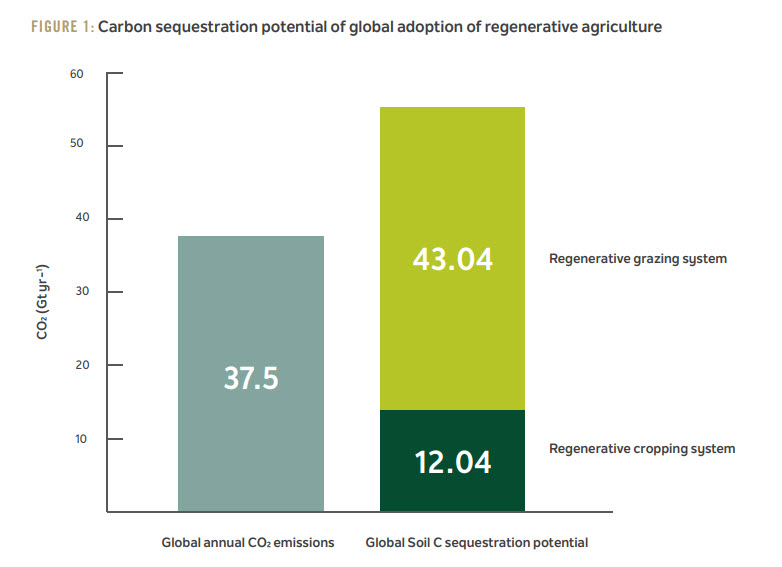 FIGURE 1: Carbon sequestration potential of global adoption of regenerative agriculture
60
50
40
30
20
10
CO₂ (Gt yr-¹)
37.5
43.04
12.04
Regenerative grazing system
Regenerative cropping system
Global annual CO₂ emissions
Global Soil C sequestration potential